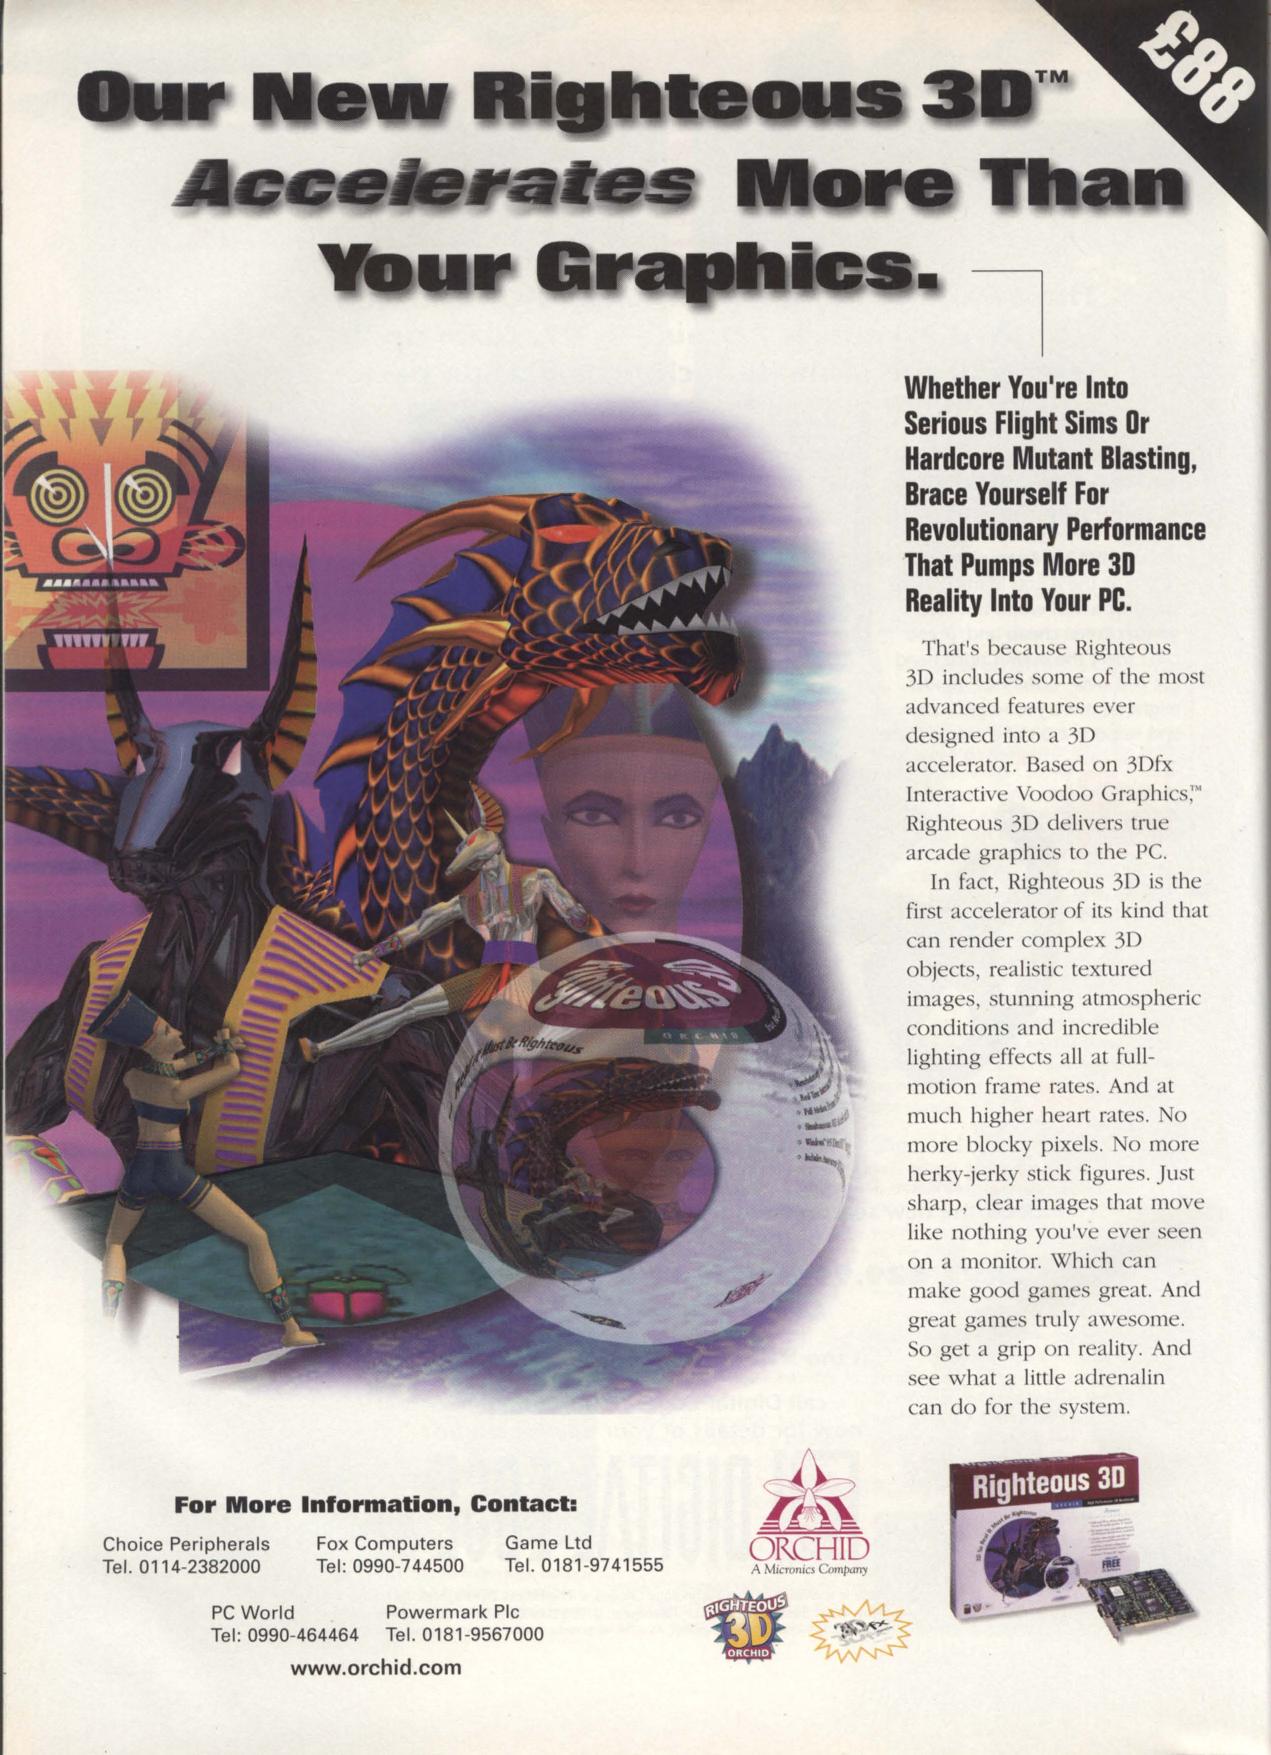 £88
Our New Righteous 3D™
Accelerates More Than
Your Graphics.
Whether You're Into
Serious Flight Sims Or
Hardcore Mutant Blasting,
Brace Yourself For
Revolutionary Performance
That Pumps More 3D
Reality Into Your PC.
That's because Righteous
3D includes some of the most
advanced features ever
designed into a 3D
accelerator. Based on 3Dfx
Interactive Voodoo Graphics,™
Righteous 3D delivers true
arcade graphics to the PC.
In fact, Righteous 3D is the
first accelerator of its kind that
can render complex 3D
objects, realistic textured
images, stunning atmospheric
conditions and incredible
lighting effects all at full-
motion frame rates. And at
much higher heart rates. No
more blocky pixels. No more
herky-jerky stick figures. Just
sharp, clear images that move
like nothing you've ever seen
on a monitor. Which can
make good games great. And
great games truly awesome.
So get a grip on reality. And
see what a little adrenalin
can do for the system.
Righteous 3D
ORCHID
Must Be Righteous
For More Information, Contact:
Choice Peripherals
Tel. 0114-2382000
Fox Computers
Tel: 0990-744500
Game Ltd
Tel. 0181-9741555
PC World
Tel: 0990-464464
Powermark Plc
Tel. 0181-9567000
www.orchid.com
ORCHID
A Micronics Company
RIGHTEOUS
3D
ORCHID
Righteous 3D
ORCHID
FREE